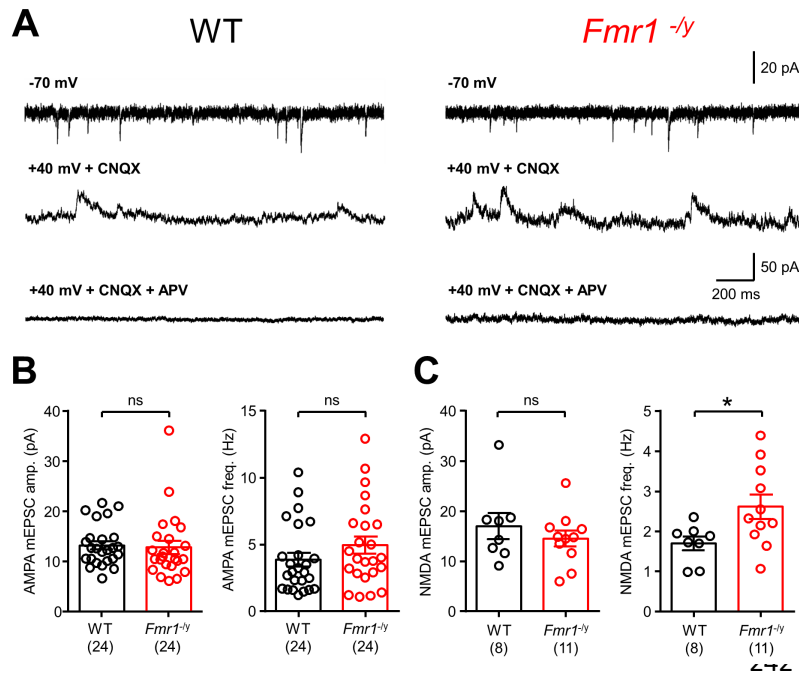 A
WT
Fmr1 -/y
20 pA
-70 mV
-70 mV
+40 mV + CNQX
+40 mV + CNQX
50 pA
200 ms
+40 mV + CNQX + APV
+40 mV + CNQX + APV
B
C
ns
ns
ns
*
AMPA mEPSC amp. (pA)
40
30
20
10
0
WT
(24)
Fmr1-/y
(24)
AMPA mEPSC freq. (Hz)
15
10
5
0
WT
(24)
Fmr1-/y
(24)
NMDA mEPSC amp. (pA)
40
30
20
10
0
WT
(8)
Fmr1-/y
(11)
NMDA mEPSC freq. (Hz)
5
4
3
2
1
0
WT
(8)
Fmr1-/y
(11)